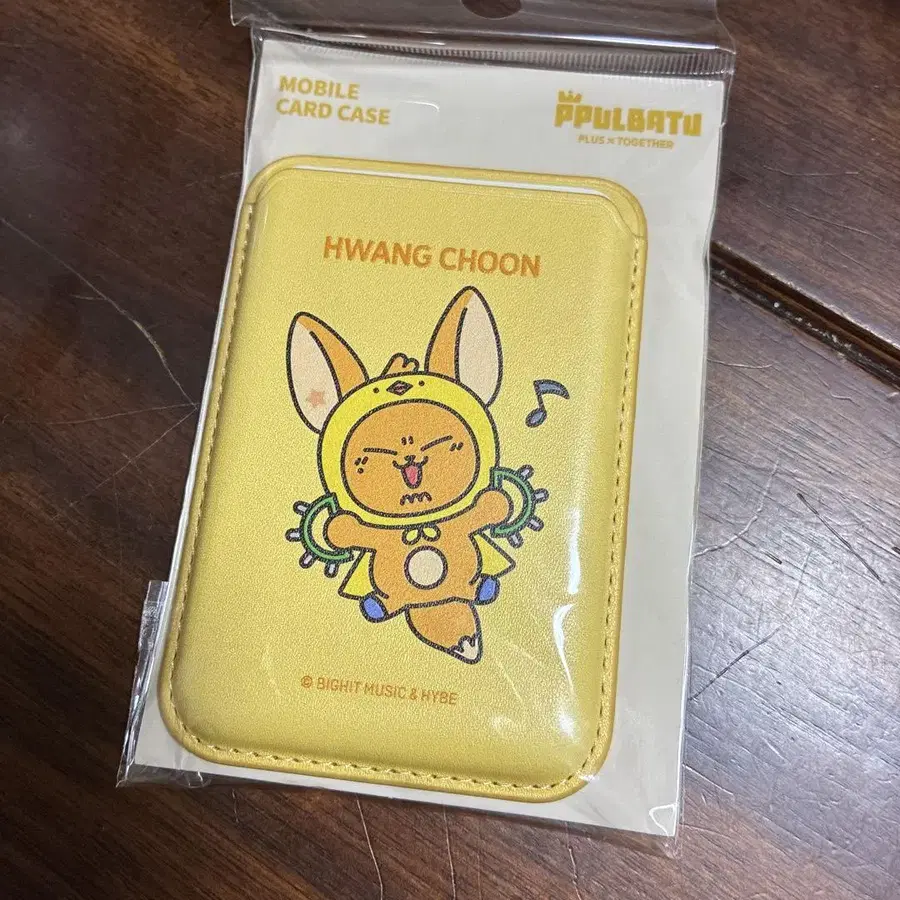 MOBILE
CARD CASE
PPULBATU
PLUS × TOGETHER
HWANG CHOON
© BIGHIT MUSIC & HYBE